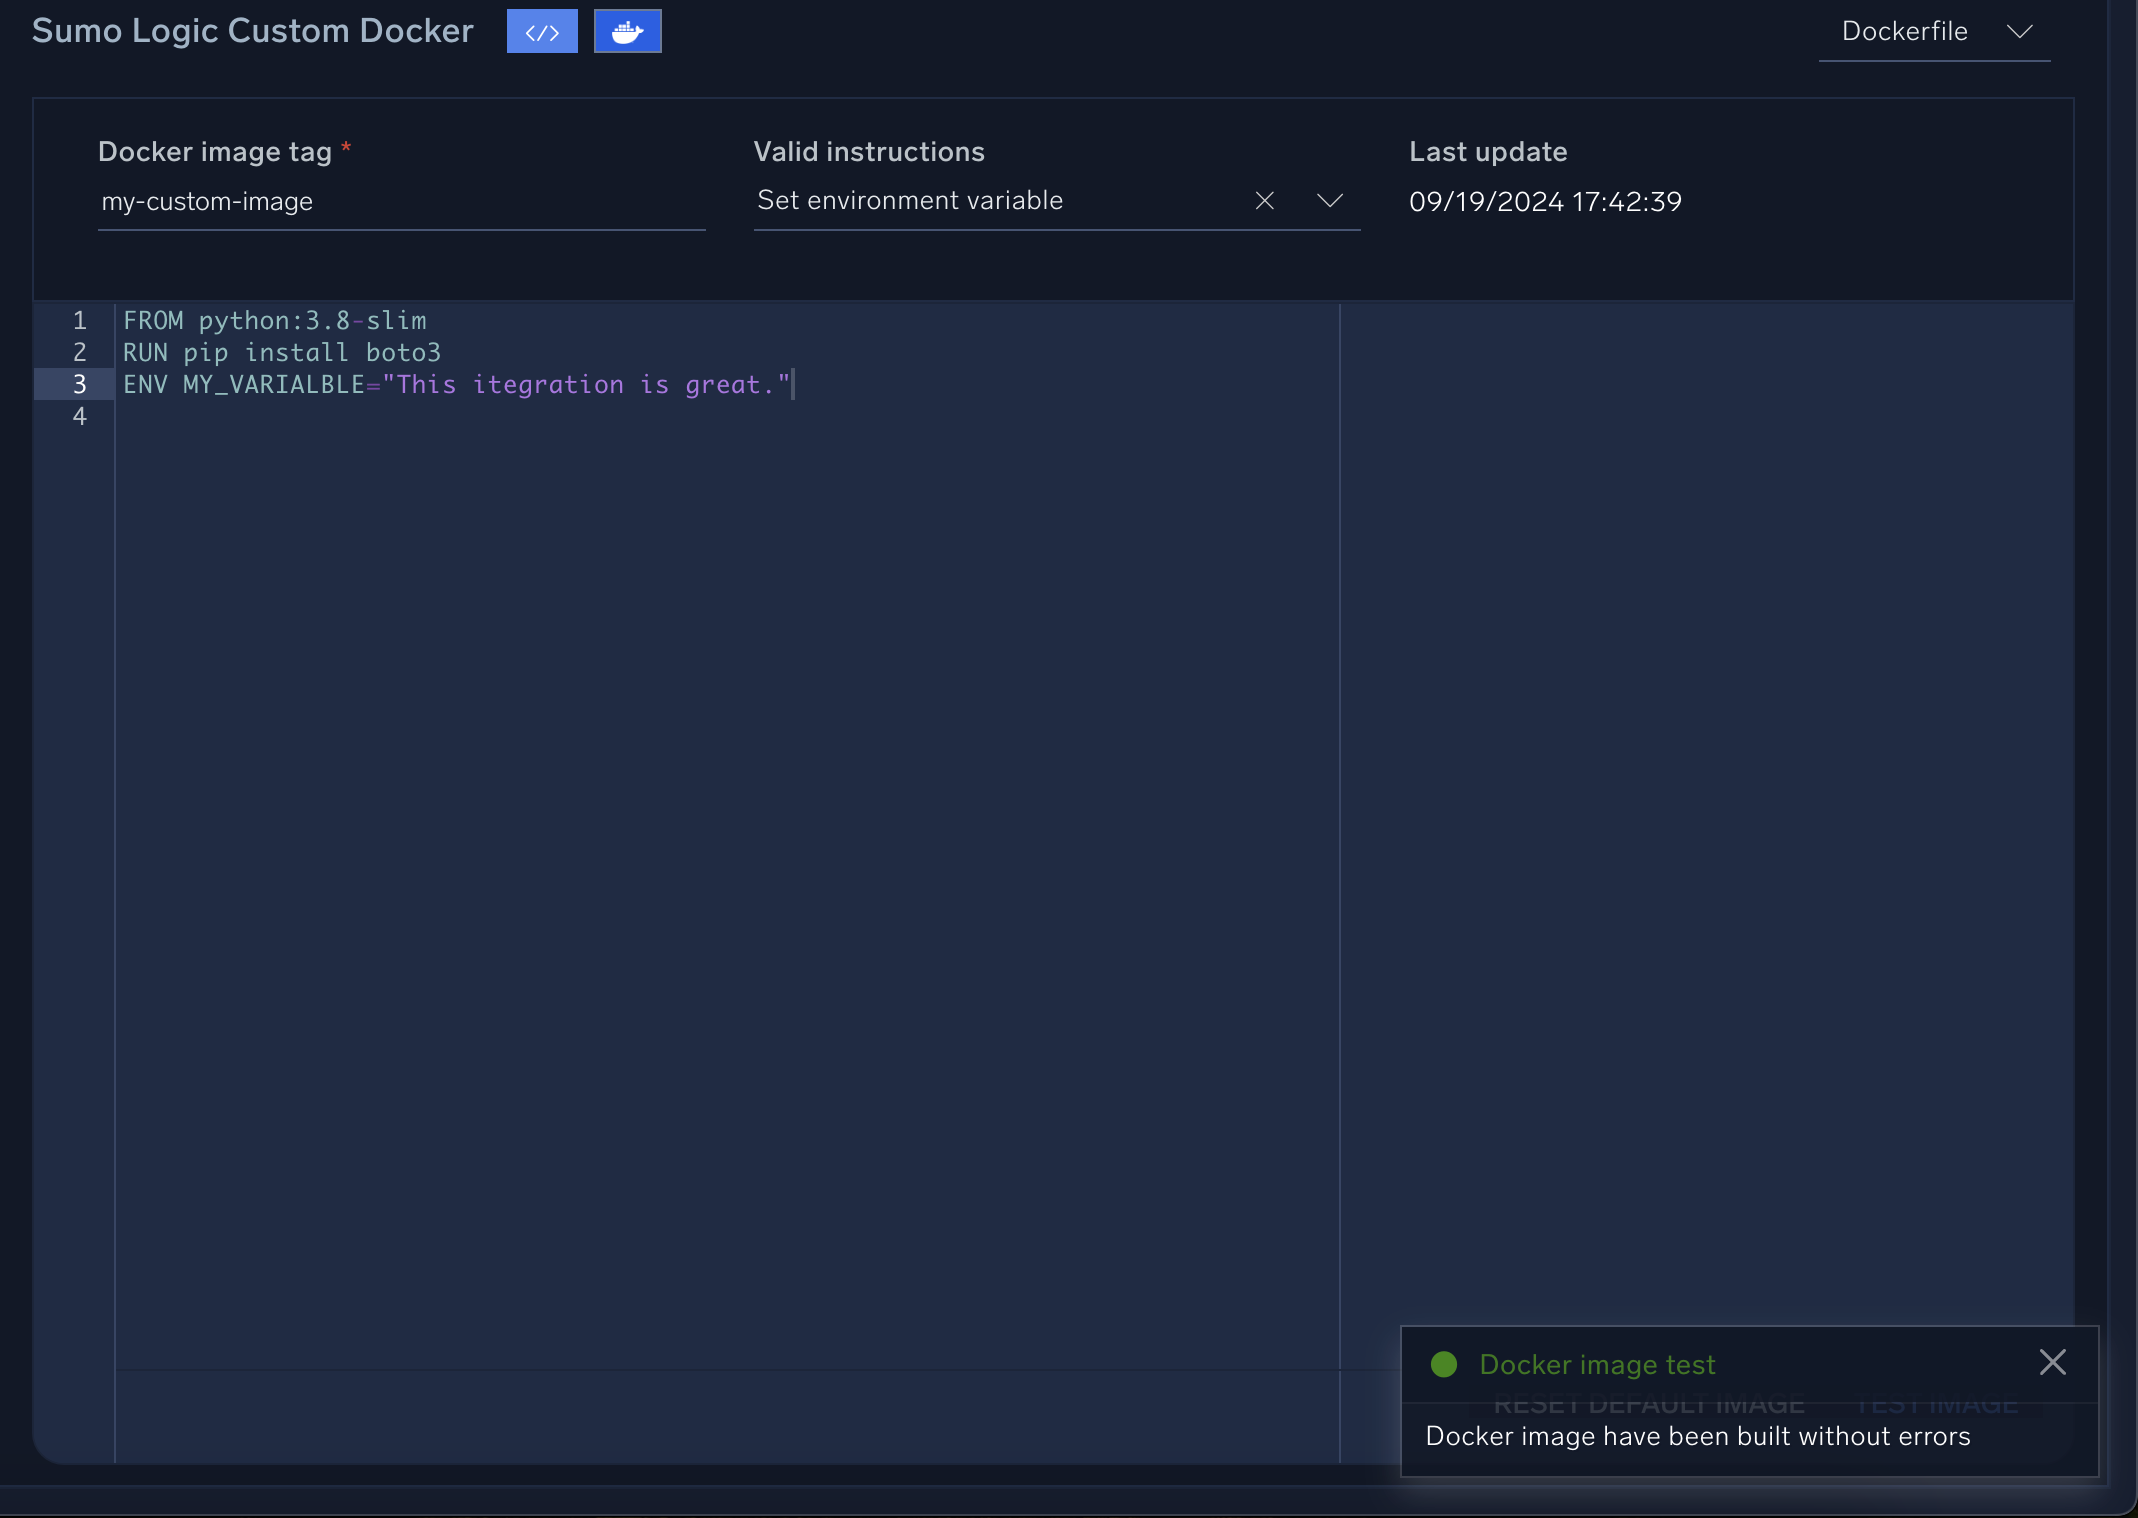 Sumo Logic Custom Docker </> Dockerfile
Docker image tag * Valid instructions Last update
my-custom-image Set environment variable 09/19/2024 17:42:39
1 FROM python:3.8-slim
2 RUN pip install boto3
3 ENV MY_VARIALBLE="This itegration is great."
4
Docker image test
RESET DEFAULT IMAGE TEST IMAGE
Docker image have been built without errors